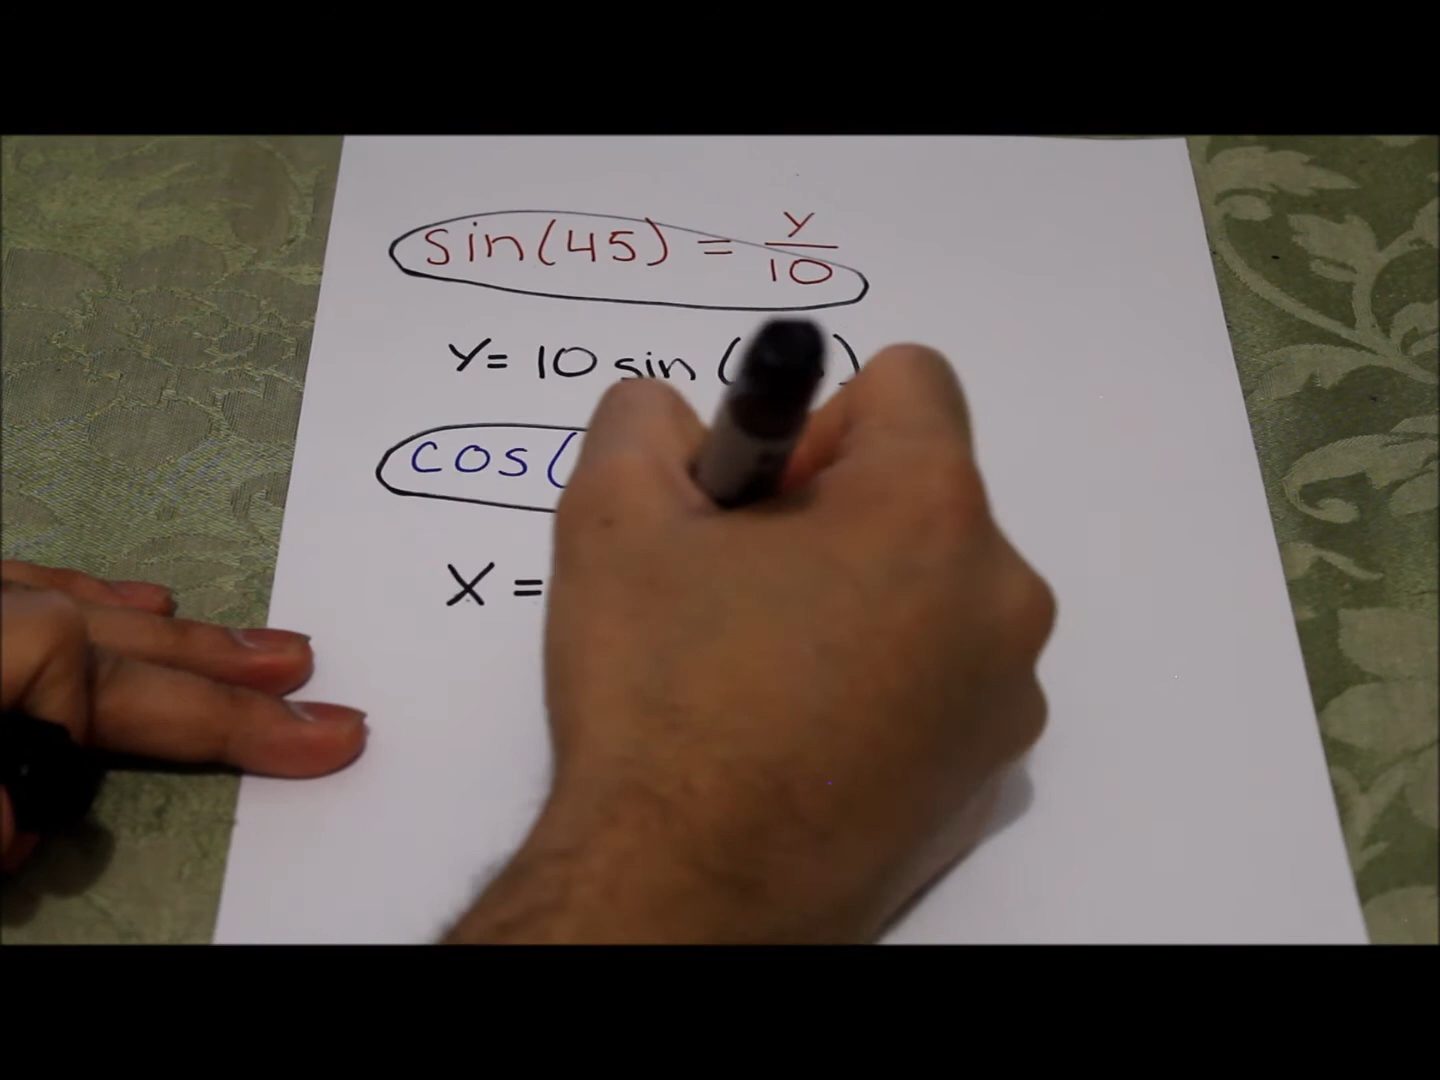 sin(45) = y/10
y= 10 sin ( )
cos(
x =